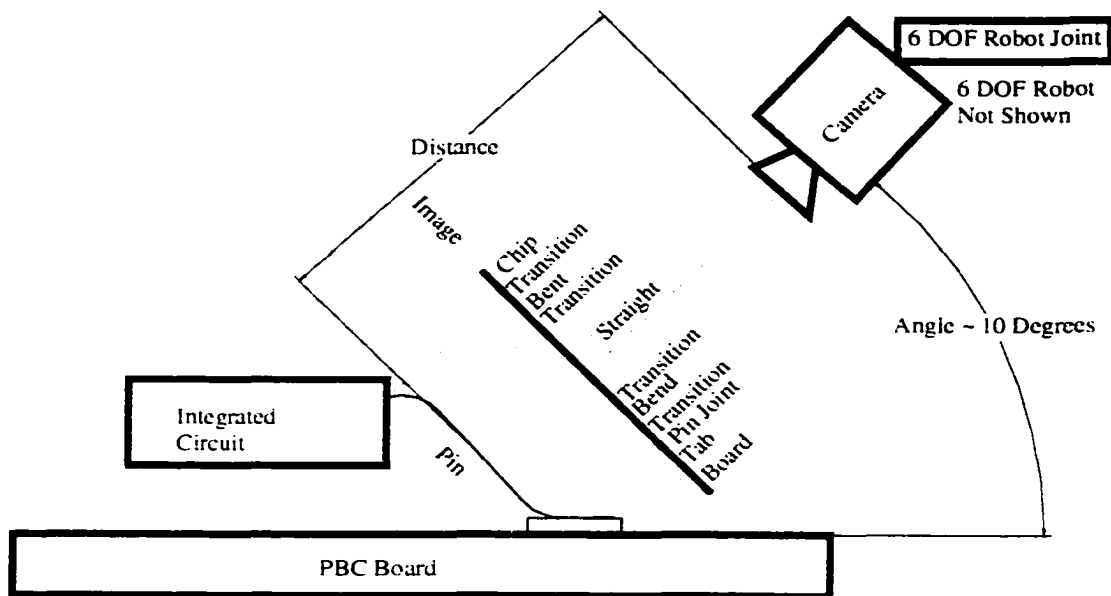 6 DOF Robot Joint
6 DOF Robot
Not Shown
Camera
Distance
Image
Chip
Transition
Bent
Transition
Straight
Transition
Bend
Transition
Pin Joint
Tab
Board
Angle ~ 10 Degrees
Integrated
Circuit
Pin
PBC Board